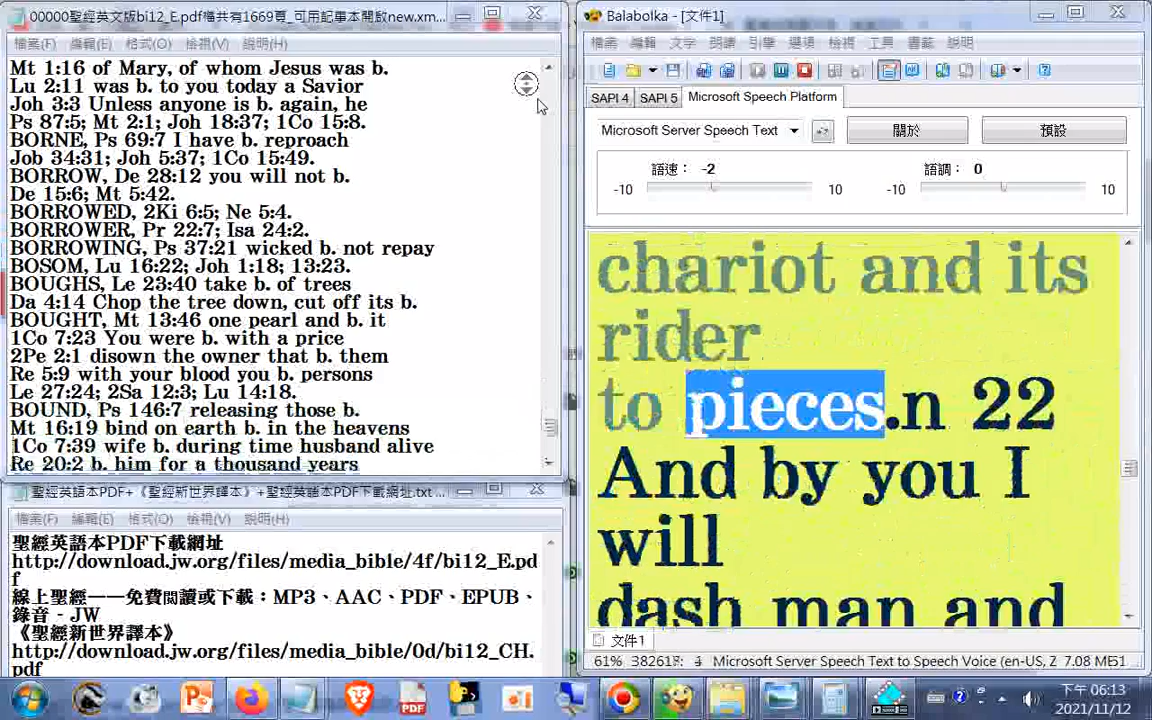 00000聖經英文版bi12_E.pdf檔共有1669頁_可用記事本開啟new.xm...
檔案(F) 編輯(E) 格式(O) 檢視(V) 說明(H)
Mt 1:16 of Mary, of whom Jesus was b.
Lu 2:11 was b. to you today a Savior
Joh 3:3 Unless anyone is b. again, he
Ps 87:5; Mt 2:1; Joh 18:37; 1Co 15:8.
BORNE, Ps 69:7 I have b. reproach
Job 34:31; Joh 5:37; 1Co 15:49.
BORROW, De 28:12 you will not b.
De 15:6; Mt 5:42.
BORROWED, 2Ki 6:5; Ne 5:4.
BORROWER, Pr 22:7; Isa 24:2.
BORROWING, Ps 37:21 wicked b. not repay
BOSOM, Lu 16:22; Joh 1:18; 13:23.
BOUGHS, Le 23:40 take b. of trees
Da 4:14 Chop the tree down, cut off its b.
BOUGHT, Mt 13:46 one pearl and b. it
1Co 7:23 You were b. with a price
2Pe 2:1 disown the owner that b. them
Re 5:9 with your blood you b. persons
Le 27:24; 2Sa 12:3; Lu 14:18.
BOUND, Ps 146:7 releasing those b.
Mt 16:19 bind on earth b. in the heavens
1Co 7:39 wife b. during time husband alive
Re 20:2 b. him for a thousand years
聖經英語本PDF+《聖經新世界譯本》+聖經英語本PDF下載網址.txt ...
檔案(F) 編輯(E) 格式(O) 檢視(V) 說明(H)
聖經英語本PDF下載網址
http://download.jw.org/files/media_bible/4f/bi12_E.pd
f
線上聖經——免費閱讀或下載：MP3、AAC、PDF、EPUB、
錄音 - JW
《聖經新世界譯本》
http://download.jw.org/files/media_bible/0d/bi12_CH.
pdf
Balabolka - [文件1]
檔案 編輯 文字 朗讀 引擎 選項 檢視 工具 書籤 說明
SAPI 4 SAPI 5 Microsoft Speech Platform
Microsoft Server Speech Text 關於 預設
語速： -2 語調： 0
-10 10 -10 10
chariot and its
rider
to pieces.n 22
And by you I
will
dash man and
文件1
61% Microsoft Server Speech Text to Speech Voice (en-US, Z 7.08 MB
下午 06:13
2021/11/12